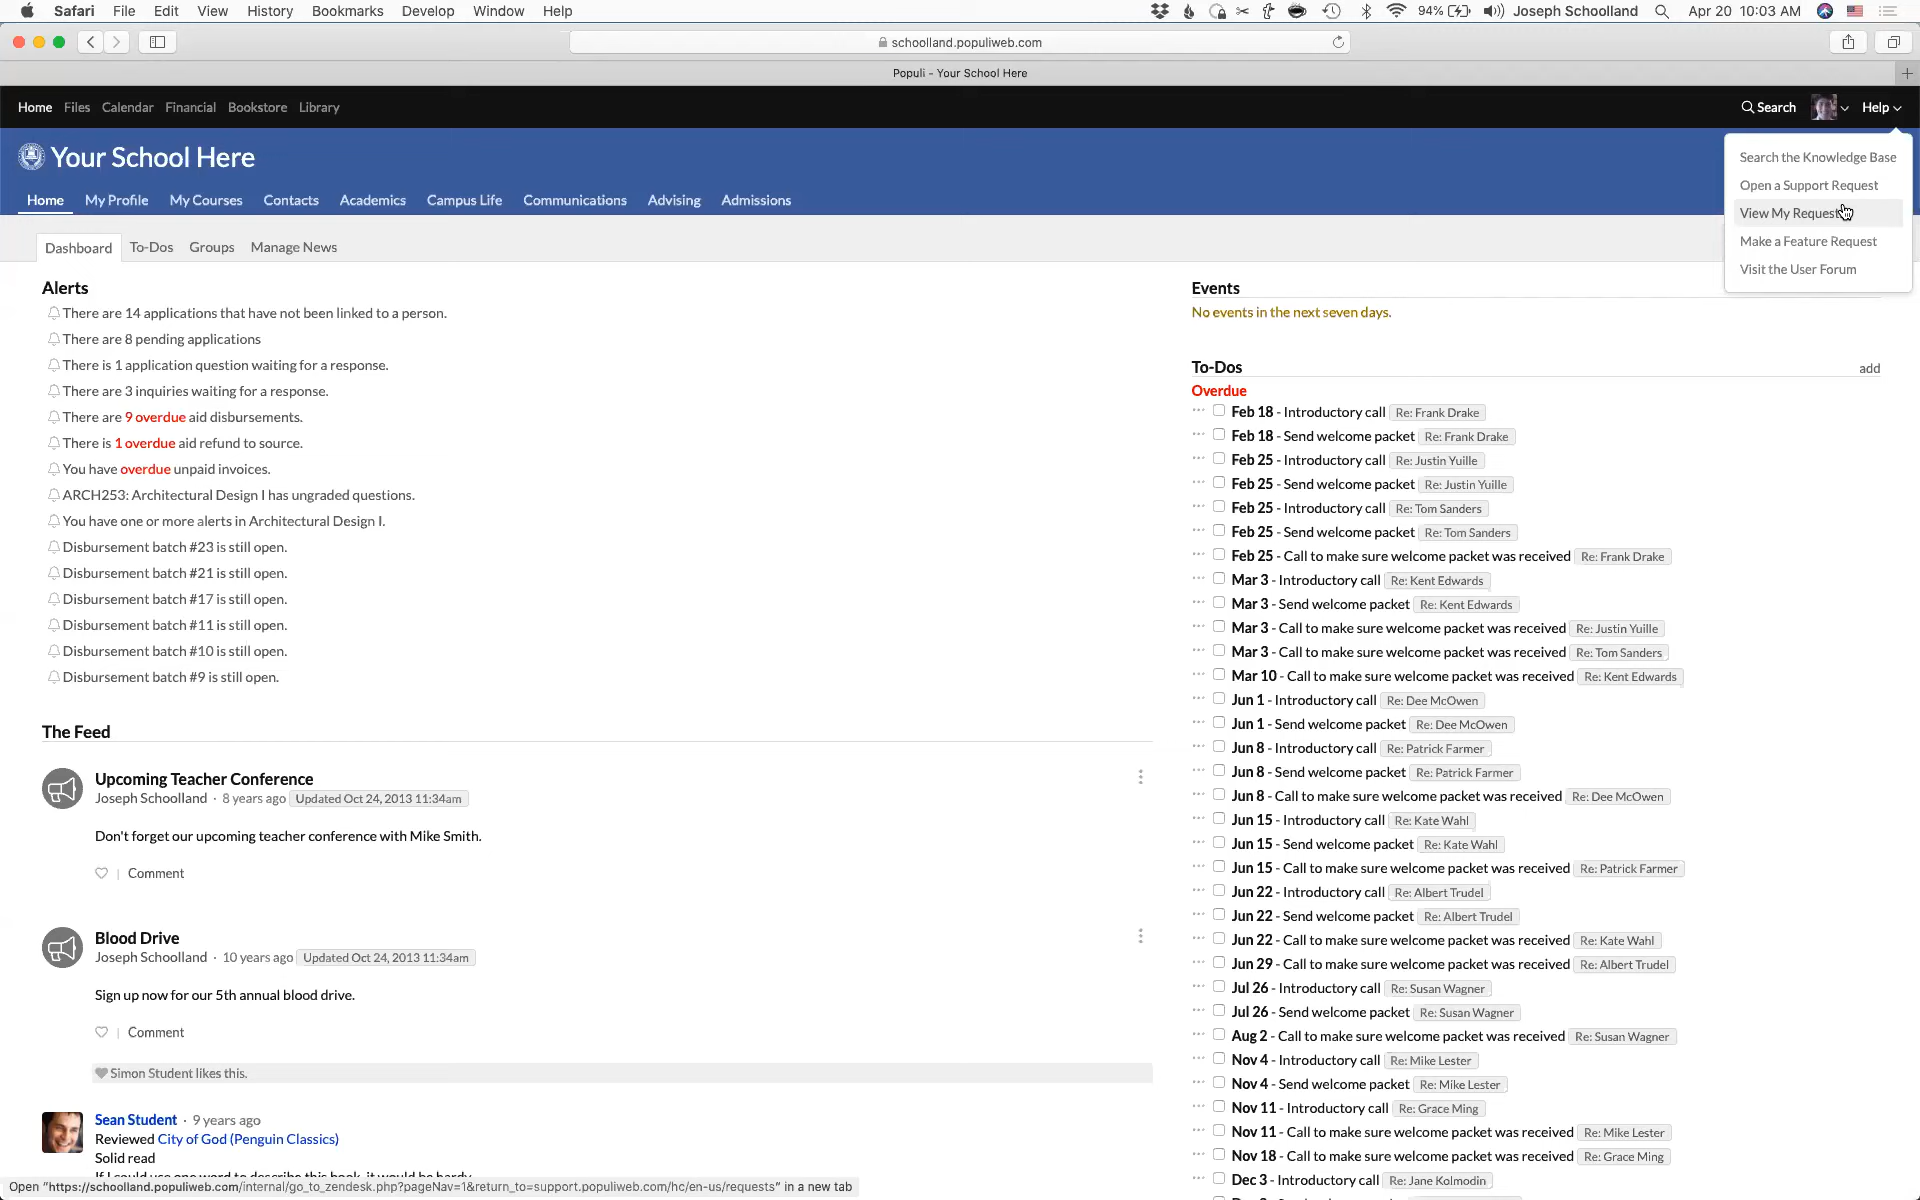 Safari File Edit View History Bookmarks Develop Window Help 94% Joseph Schoolland Apr 20 10:03 AM
schoolland.populiweb.com
Populi - Your School Here
Home Files Calendar Financial Bookstore Library Search Help
Your School Here
Home My Profile My Courses Contacts Academics Campus Life Communications Advising Admissions
Search the Knowledge Base
Open a Support Request
View My Request
Make a Feature Request
Visit the User Forum
Dashboard To-Dos Groups Manage News
Alerts
There are 14 applications that have not been linked to a person.
There are 8 pending applications
There is 1 application question waiting for a response.
There are 3 inquiries waiting for a response.
There are 9 overdue aid disbursements.
There is 1 overdue aid refund to source.
You have overdue unpaid invoices.
ARCH253: Architectural Design I has ungraded questions.
You have one or more alerts in Architectural Design I.
Disbursement batch #23 is still open.
Disbursement batch #21 is still open.
Disbursement batch #17 is still open.
Disbursement batch #11 is still open.
Disbursement batch #10 is still open.
Disbursement batch #9 is still open.
The Feed
Upcoming Teacher Conference
Joseph Schoolland · 8 years ago Updated Oct 24, 2013 11:34am
Don't forget our upcoming teacher conference with Mike Smith.
Comment
Blood Drive
Joseph Schoolland · 10 years ago Updated Oct 24, 2013 11:34am
Sign up now for our 5th annual blood drive.
Comment
Simon Student likes this.
Sean Student · 9 years ago
Reviewed City of God (Penguin Classics)
Solid read
If I could use one word to describe this book, it would be hardy
Events
No events in the next seven days.
To-Dos add
Overdue
Feb 18 - Introductory call Re: Frank Drake
Feb 18 - Send welcome packet Re: Frank Drake
Feb 25 - Introductory call Re: Justin Yuille
Feb 25 - Send welcome packet Re: Justin Yuille
Feb 25 - Introductory call Re: Tom Sanders
Feb 25 - Send welcome packet Re: Tom Sanders
Feb 25 - Call to make sure welcome packet was received Re: Frank Drake
Mar 3 - Introductory call Re: Kent Edwards
Mar 3 - Send welcome packet Re: Kent Edwards
Mar 3 - Call to make sure welcome packet was received Re: Justin Yuille
Mar 3 - Call to make sure welcome packet was received Re: Tom Sanders
Mar 10 - Call to make sure welcome packet was received Re: Kent Edwards
Jun 1 - Introductory call Re: Dee McOwen
Jun 1 - Send welcome packet Re: Dee McOwen
Jun 8 - Introductory call Re: Patrick Farmer
Jun 8 - Send welcome packet Re: Patrick Farmer
Jun 8 - Call to make sure welcome packet was received Re: Dee McOwen
Jun 15 - Introductory call Re: Kate Wahl
Jun 15 - Send welcome packet Re: Kate Wahl
Jun 15 - Call to make sure welcome packet was received Re: Patrick Farmer
Jun 22 - Introductory call Re: Albert Trudel
Jun 22 - Send welcome packet Re: Albert Trudel
Jun 22 - Call to make sure welcome packet was received Re: Kate Wahl
Jun 29 - Call to make sure welcome packet was received Re: Albert Trudel
Jul 26 - Introductory call Re: Susan Wagner
Jul 26 - Send welcome packet Re: Susan Wagner
Aug 2 - Call to make sure welcome packet was received Re: Susan Wagner
Nov 4 - Introductory call Re: Mike Lester
Nov 4 - Send welcome packet Re: Mike Lester
Nov 11 - Introductory call Re: Grace Ming
Nov 11 - Call to make sure welcome packet was received Re: Mike Lester
Nov 18 - Call to make sure welcome packet was received Re: Grace Ming
Dec 3 - Introductory call Re: Jane Kolmodin
Open "https://schoolland.populiweb.com/internal/go_to_zendesk.php?pageNav=1&return_to=support.populiweb.com/hc/en-us/requests" in a new tab